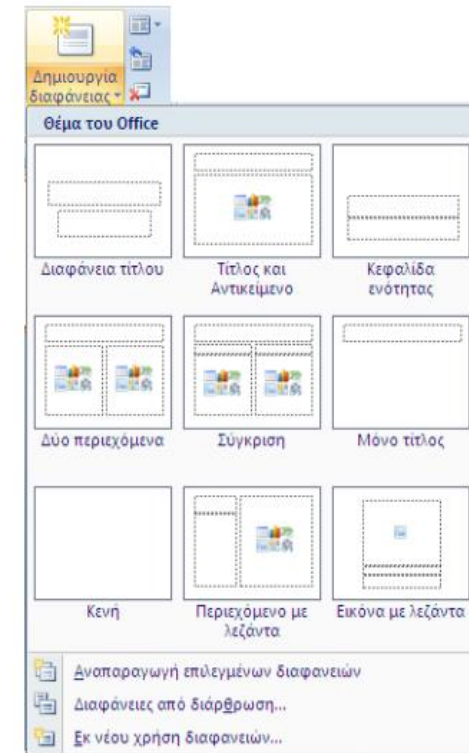 Δημιουργία
διαφάνειας
Θέμα του Office
Διαφάνεια τίτλου
Τίτλος και
Αντικείμενο
Κεφαλίδα
ενότητας
Δύο περιεχόμενα
Σύγκριση
Μόνο τίτλος
Κενή
Περιεχόμενο με
λεζάντα
Εικόνα με λεζάντα
Αναπαραγωγή επιλεγμένων διαφανειών
Διαφάνειες από διάρθρωση...
Εκ νέου χρήση διαφανειών...